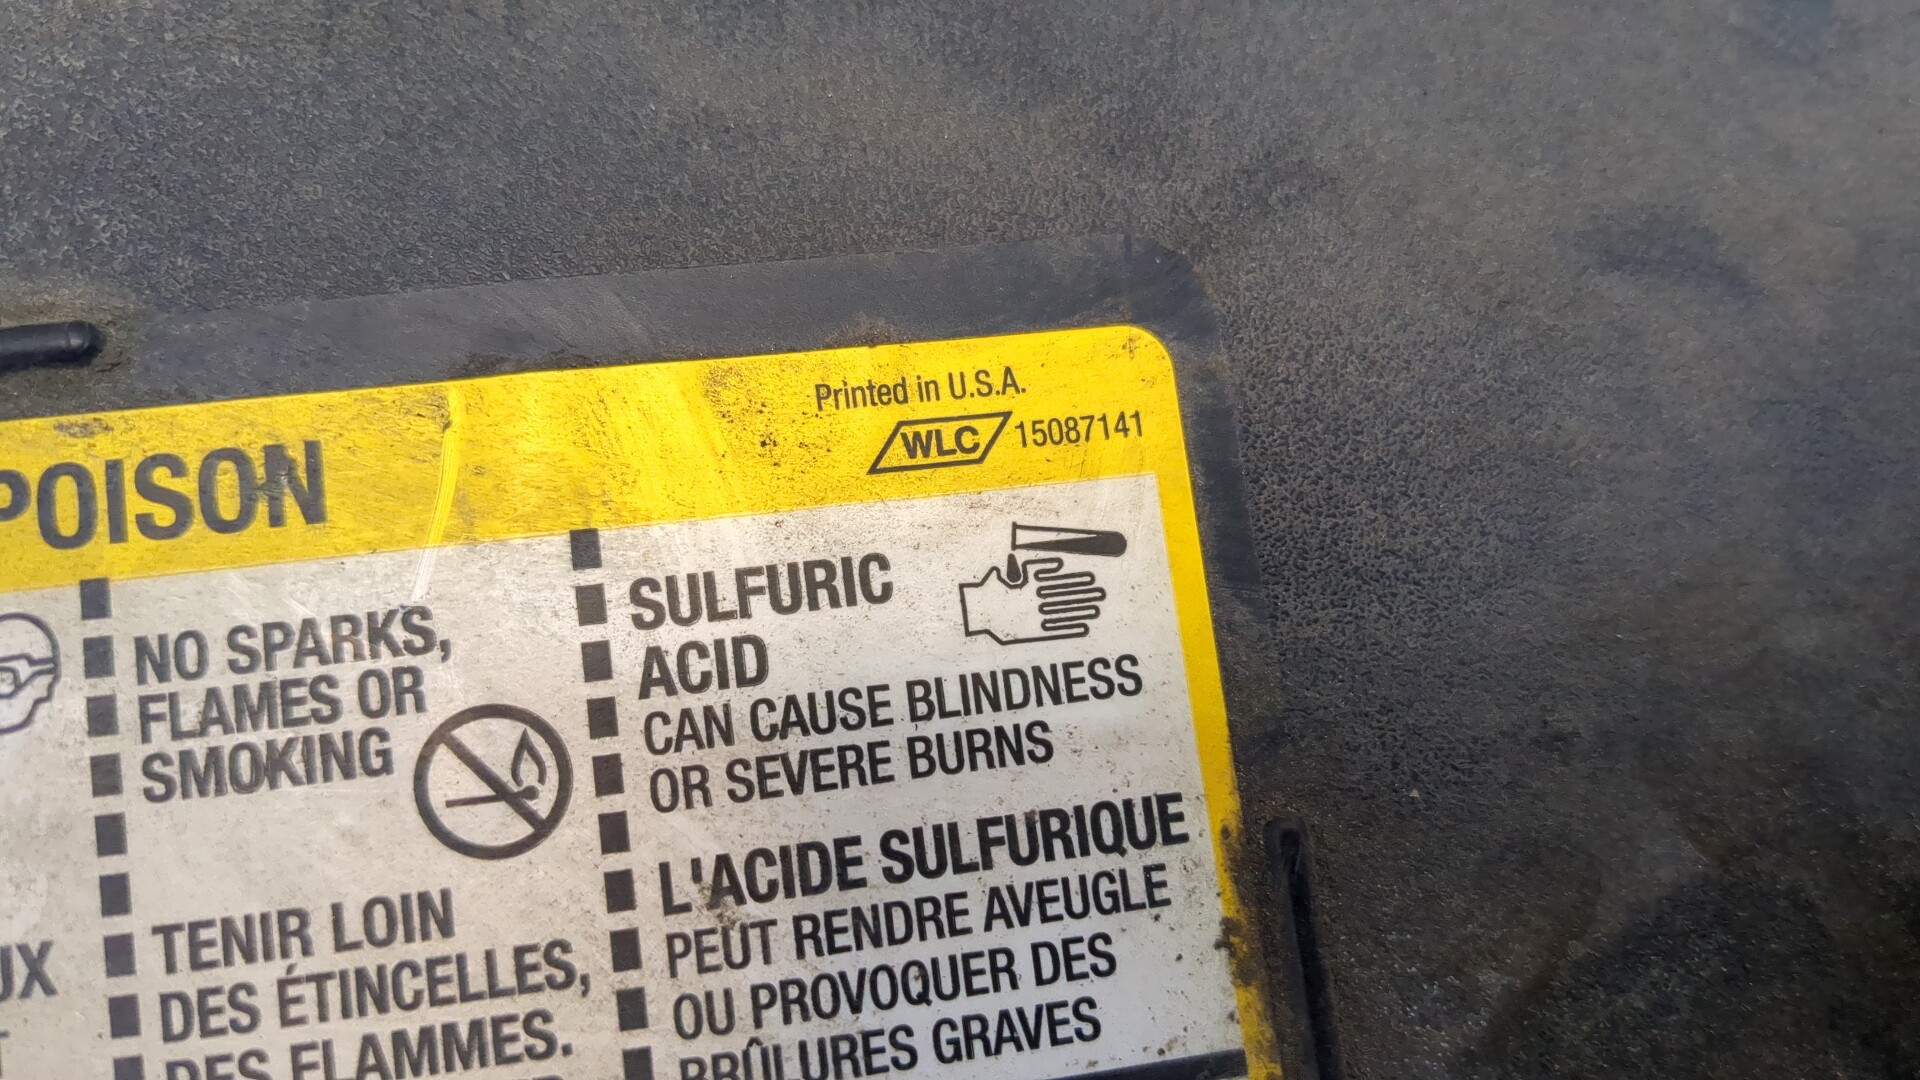 Printed in U.S.A.
WLC 15087141
POISON
NO SPARKS,
FLAMES OR
SMOKING
TENIR LOIN
DES ÉTINCELLES,
DES FLAMMES.
SULFURIC
ACID
CAN CAUSE BLINDNESS
OR SEVERE BURNS
L'ACIDE SULFURIQUE
PEUT RENDRE AVEUGLE
OU PROVOQUER DES
BRÛLURES GRAVES